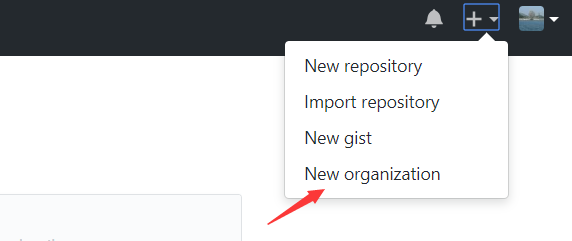 New repository
Import repository
New gist
New organization